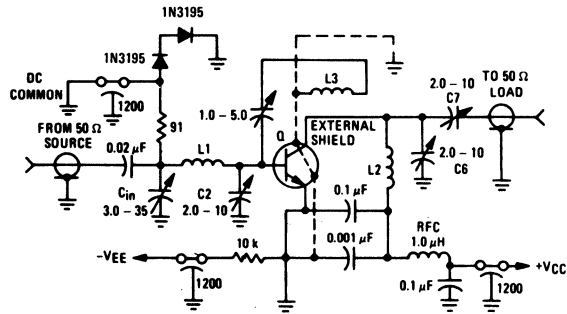 1N3195
1N3195
DC
COMMON
1200
FROM 50 Ω
SOURCE
0.02 μF
91
L1
Cin
3.0 – 35
C2
2.0 – 10
1.0 – 5.0
L3
Q
EXTERNAL
SHIELD
2.0 – 10
C7
TO 50 Ω
LOAD
2.0 – 10
C6
L2
0.1 μF
0.001 μF
RFC
1.0 μH
–VEE
1200
10 k
0.1 μF
1200
+VCC